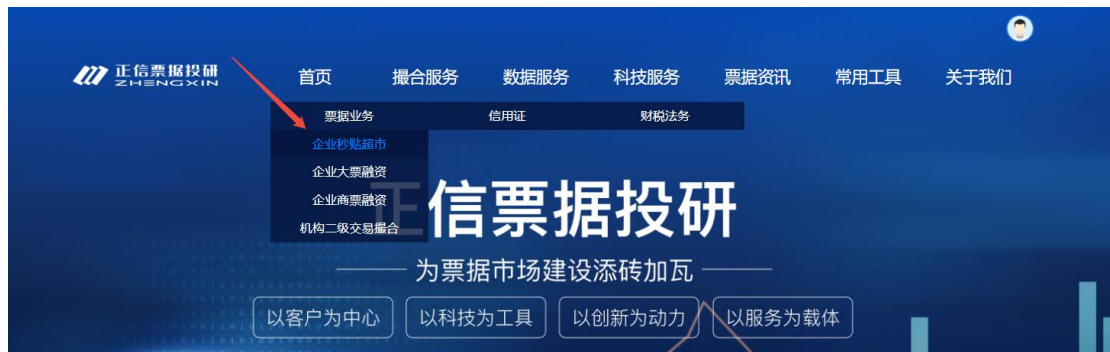 正信票据投研
ZHENGXIN
首页 撮合服务 数据服务 科技服务 票据资讯 常用工具 关于我们
票据业务 信用证 财税法务
企业秒贴超市
企业大票融资
企业商票融资
机构二级交易撮合
正信票据投研
为票据市场建设添砖加瓦
以客户为中心 以科技为工具 以创新为动力 以服务为载体